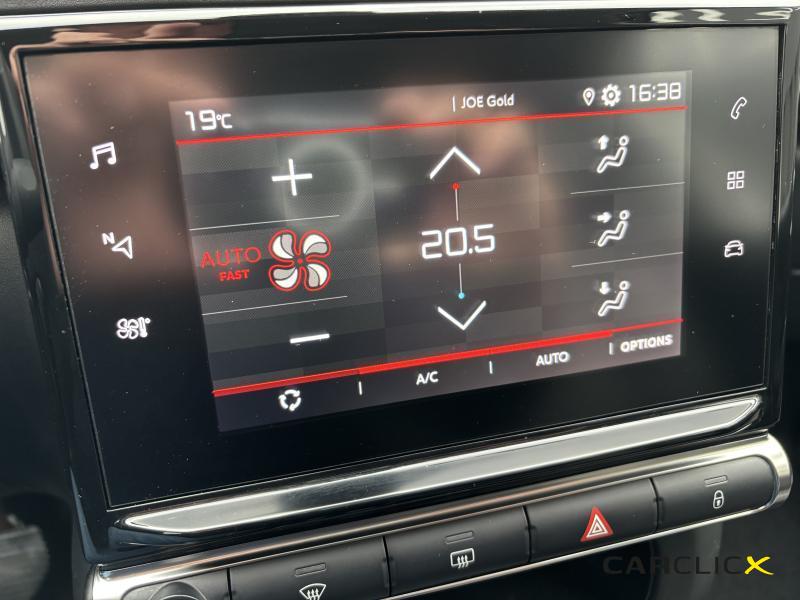 19°C
JOE Gold
16:38
N
AUTO
FAST
20.5
A/C
AUTO
OPTIONS
CARCLICX